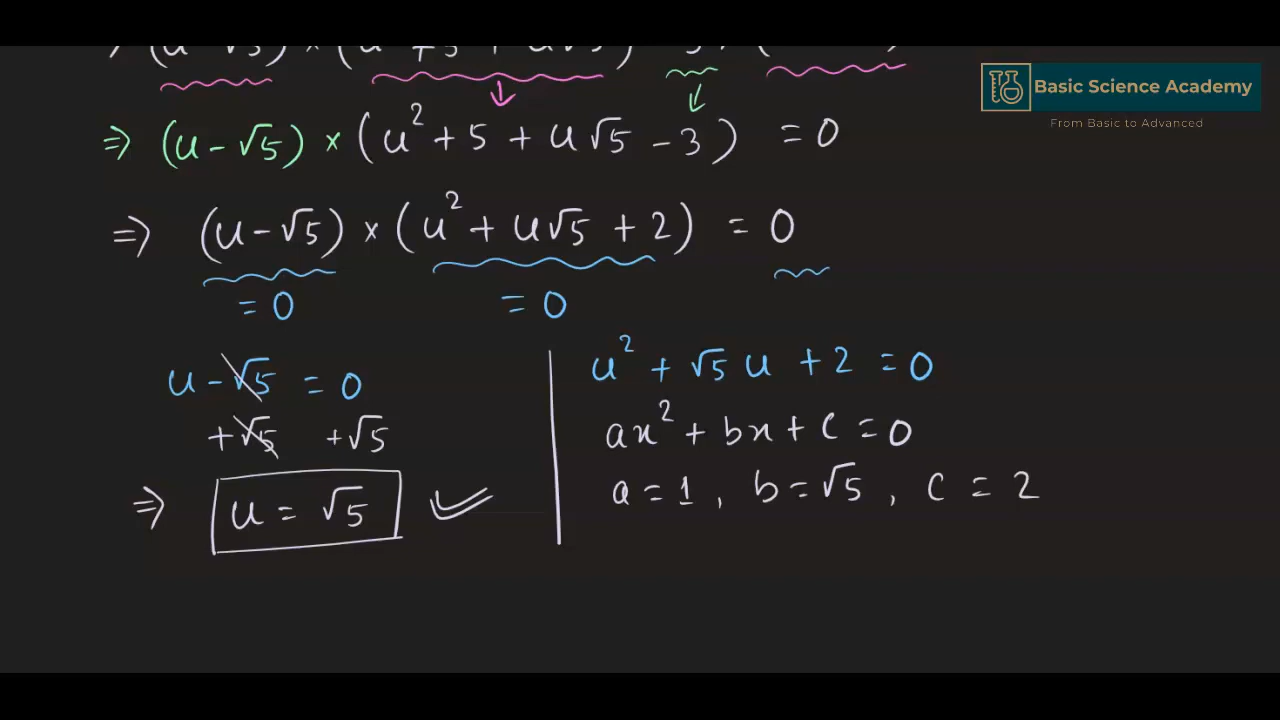 ⇒ (u - √5) × (u² + 5 + u√5 - 3) = 0
⇒ (u - √5) × (u² + u√5 + 2) = 0
= 0 = 0
u - √5 = 0
+√5 +√5
⇒ u = √5
u² + √5 u + 2 = 0
ax² + bx + c = 0
a = 1, b = √5, c = 2
Basic Science Academy
From Basic to Advanced